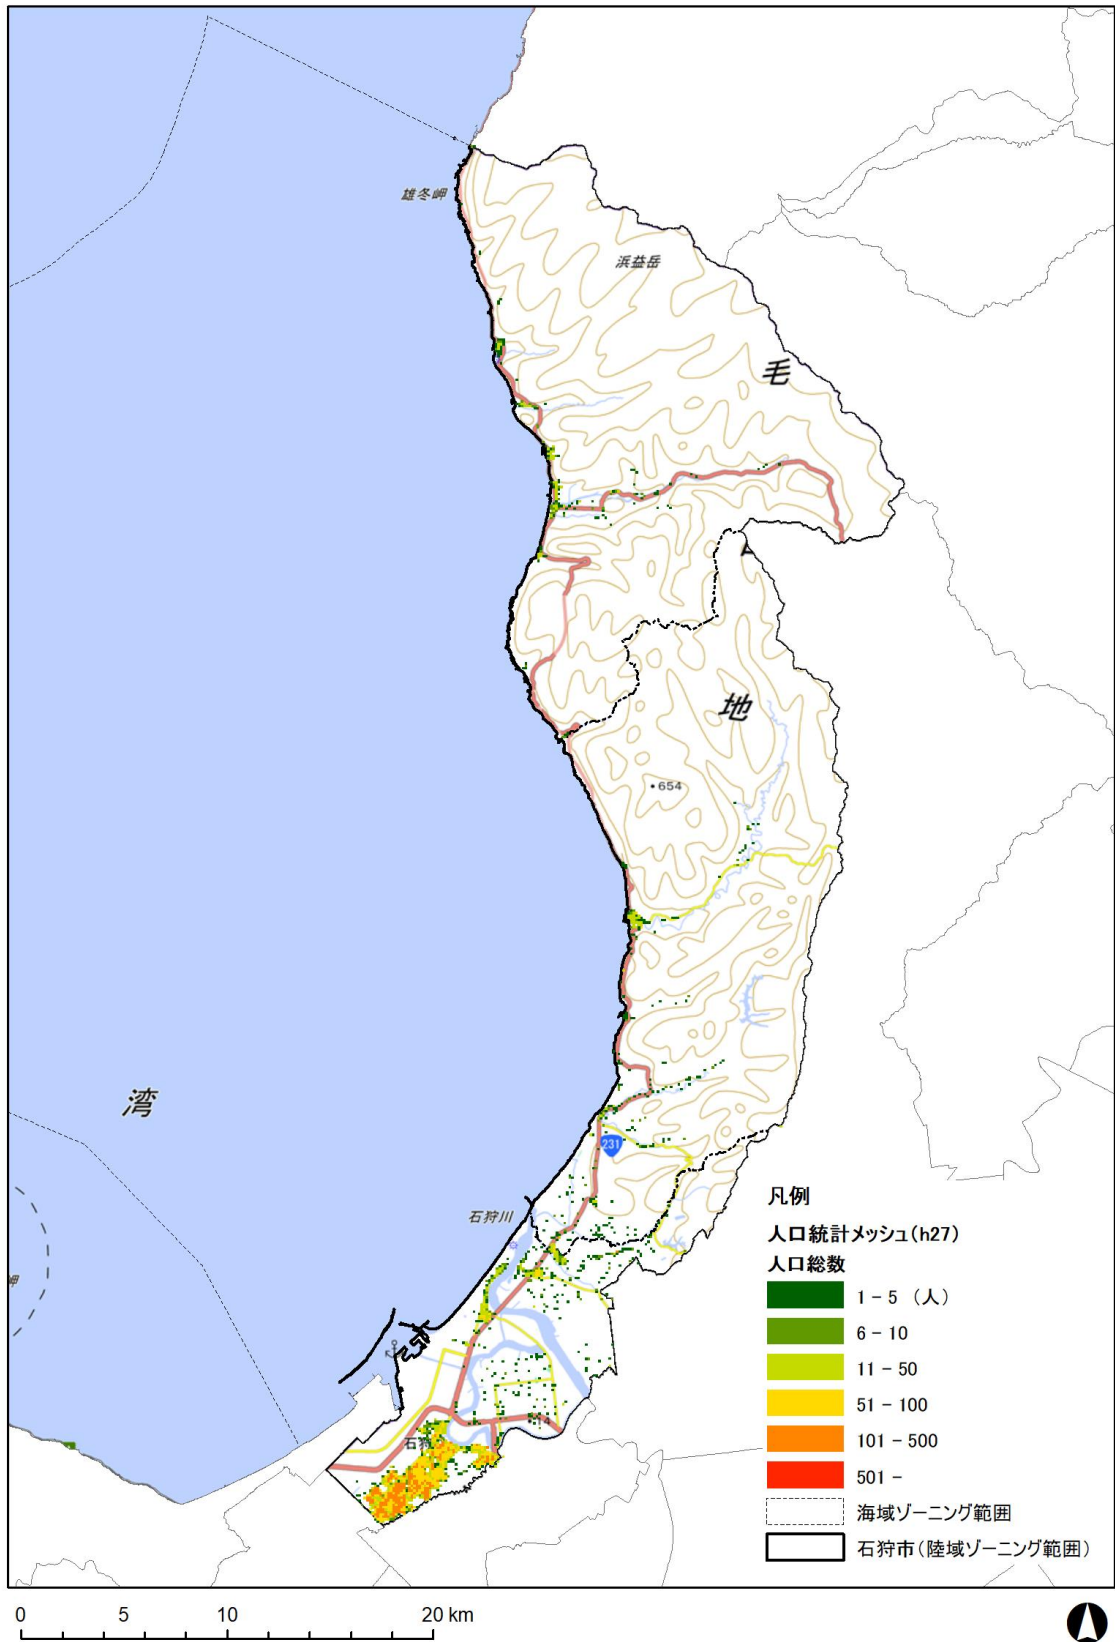 雄冬岬
浜益岳
毛
地
・654
湾
231
石狩川
岬
石狩
凡例
人口統計メッシュ(h27)
人口総数
1 - 5 (人)
6 - 10
11 - 50
51 - 100
101 - 500
501 -
海域ゾーニング範囲
石狩市(陸域ゾーニング範囲)
0 5 10 20 km